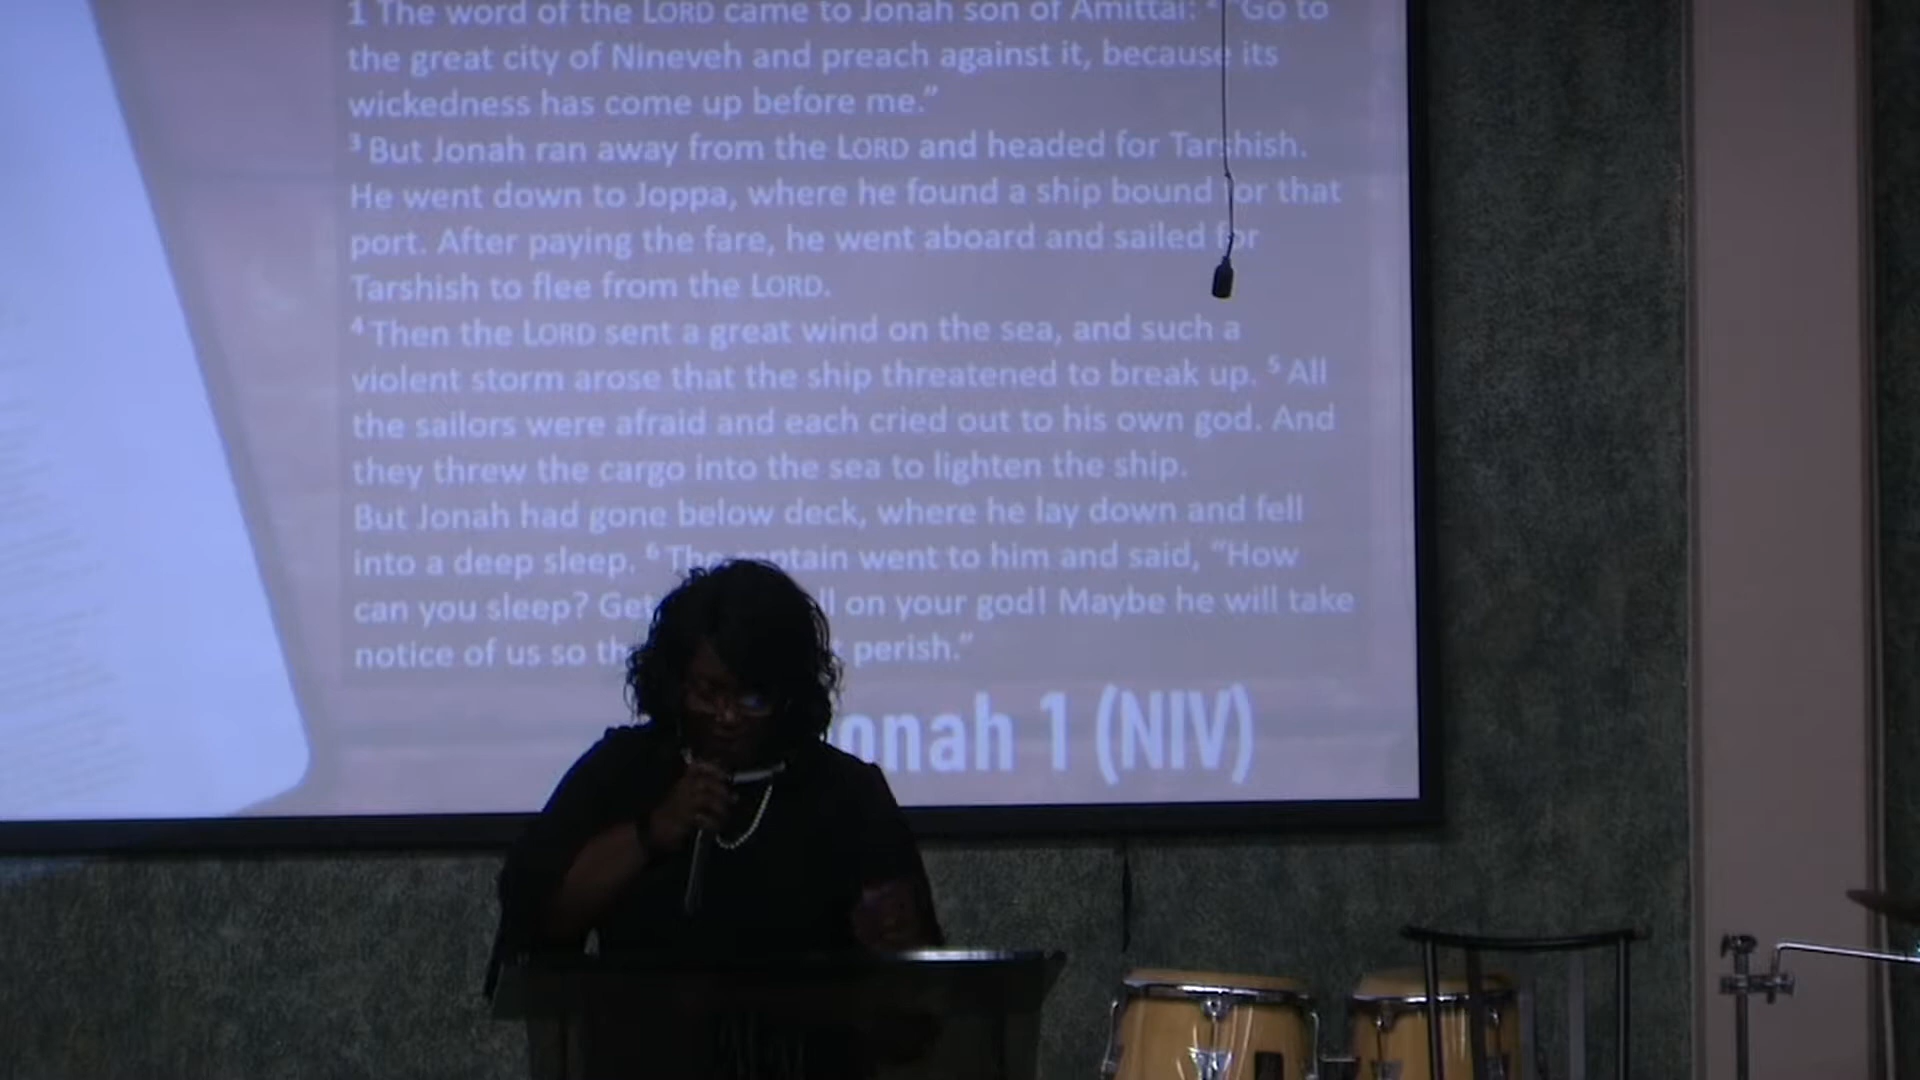 1 The word of the LORD came to Jonah son of Amittai: 2 "Go to
the great city of Nineveh and preach against it, because its
wickedness has come up before me."
3 But Jonah ran away from the LORD and headed for Tarshish.
He went down to Joppa, where he found a ship bound for that
port. After paying the fare, he went aboard and sailed for
Tarshish to flee from the LORD.
4 Then the LORD sent a great wind on the sea, and such a
violent storm arose that the ship threatened to break up. 5 All
the sailors were afraid and each cried out to his own god. And
they threw the cargo into the sea to lighten the ship.
But Jonah had gone below deck, where he lay down and fell
into a deep sleep. 6 The captain went to him and said, "How
can you sleep? Get on your god! Maybe he will take
notice of us so perish."
Jonah 1 (NIV)